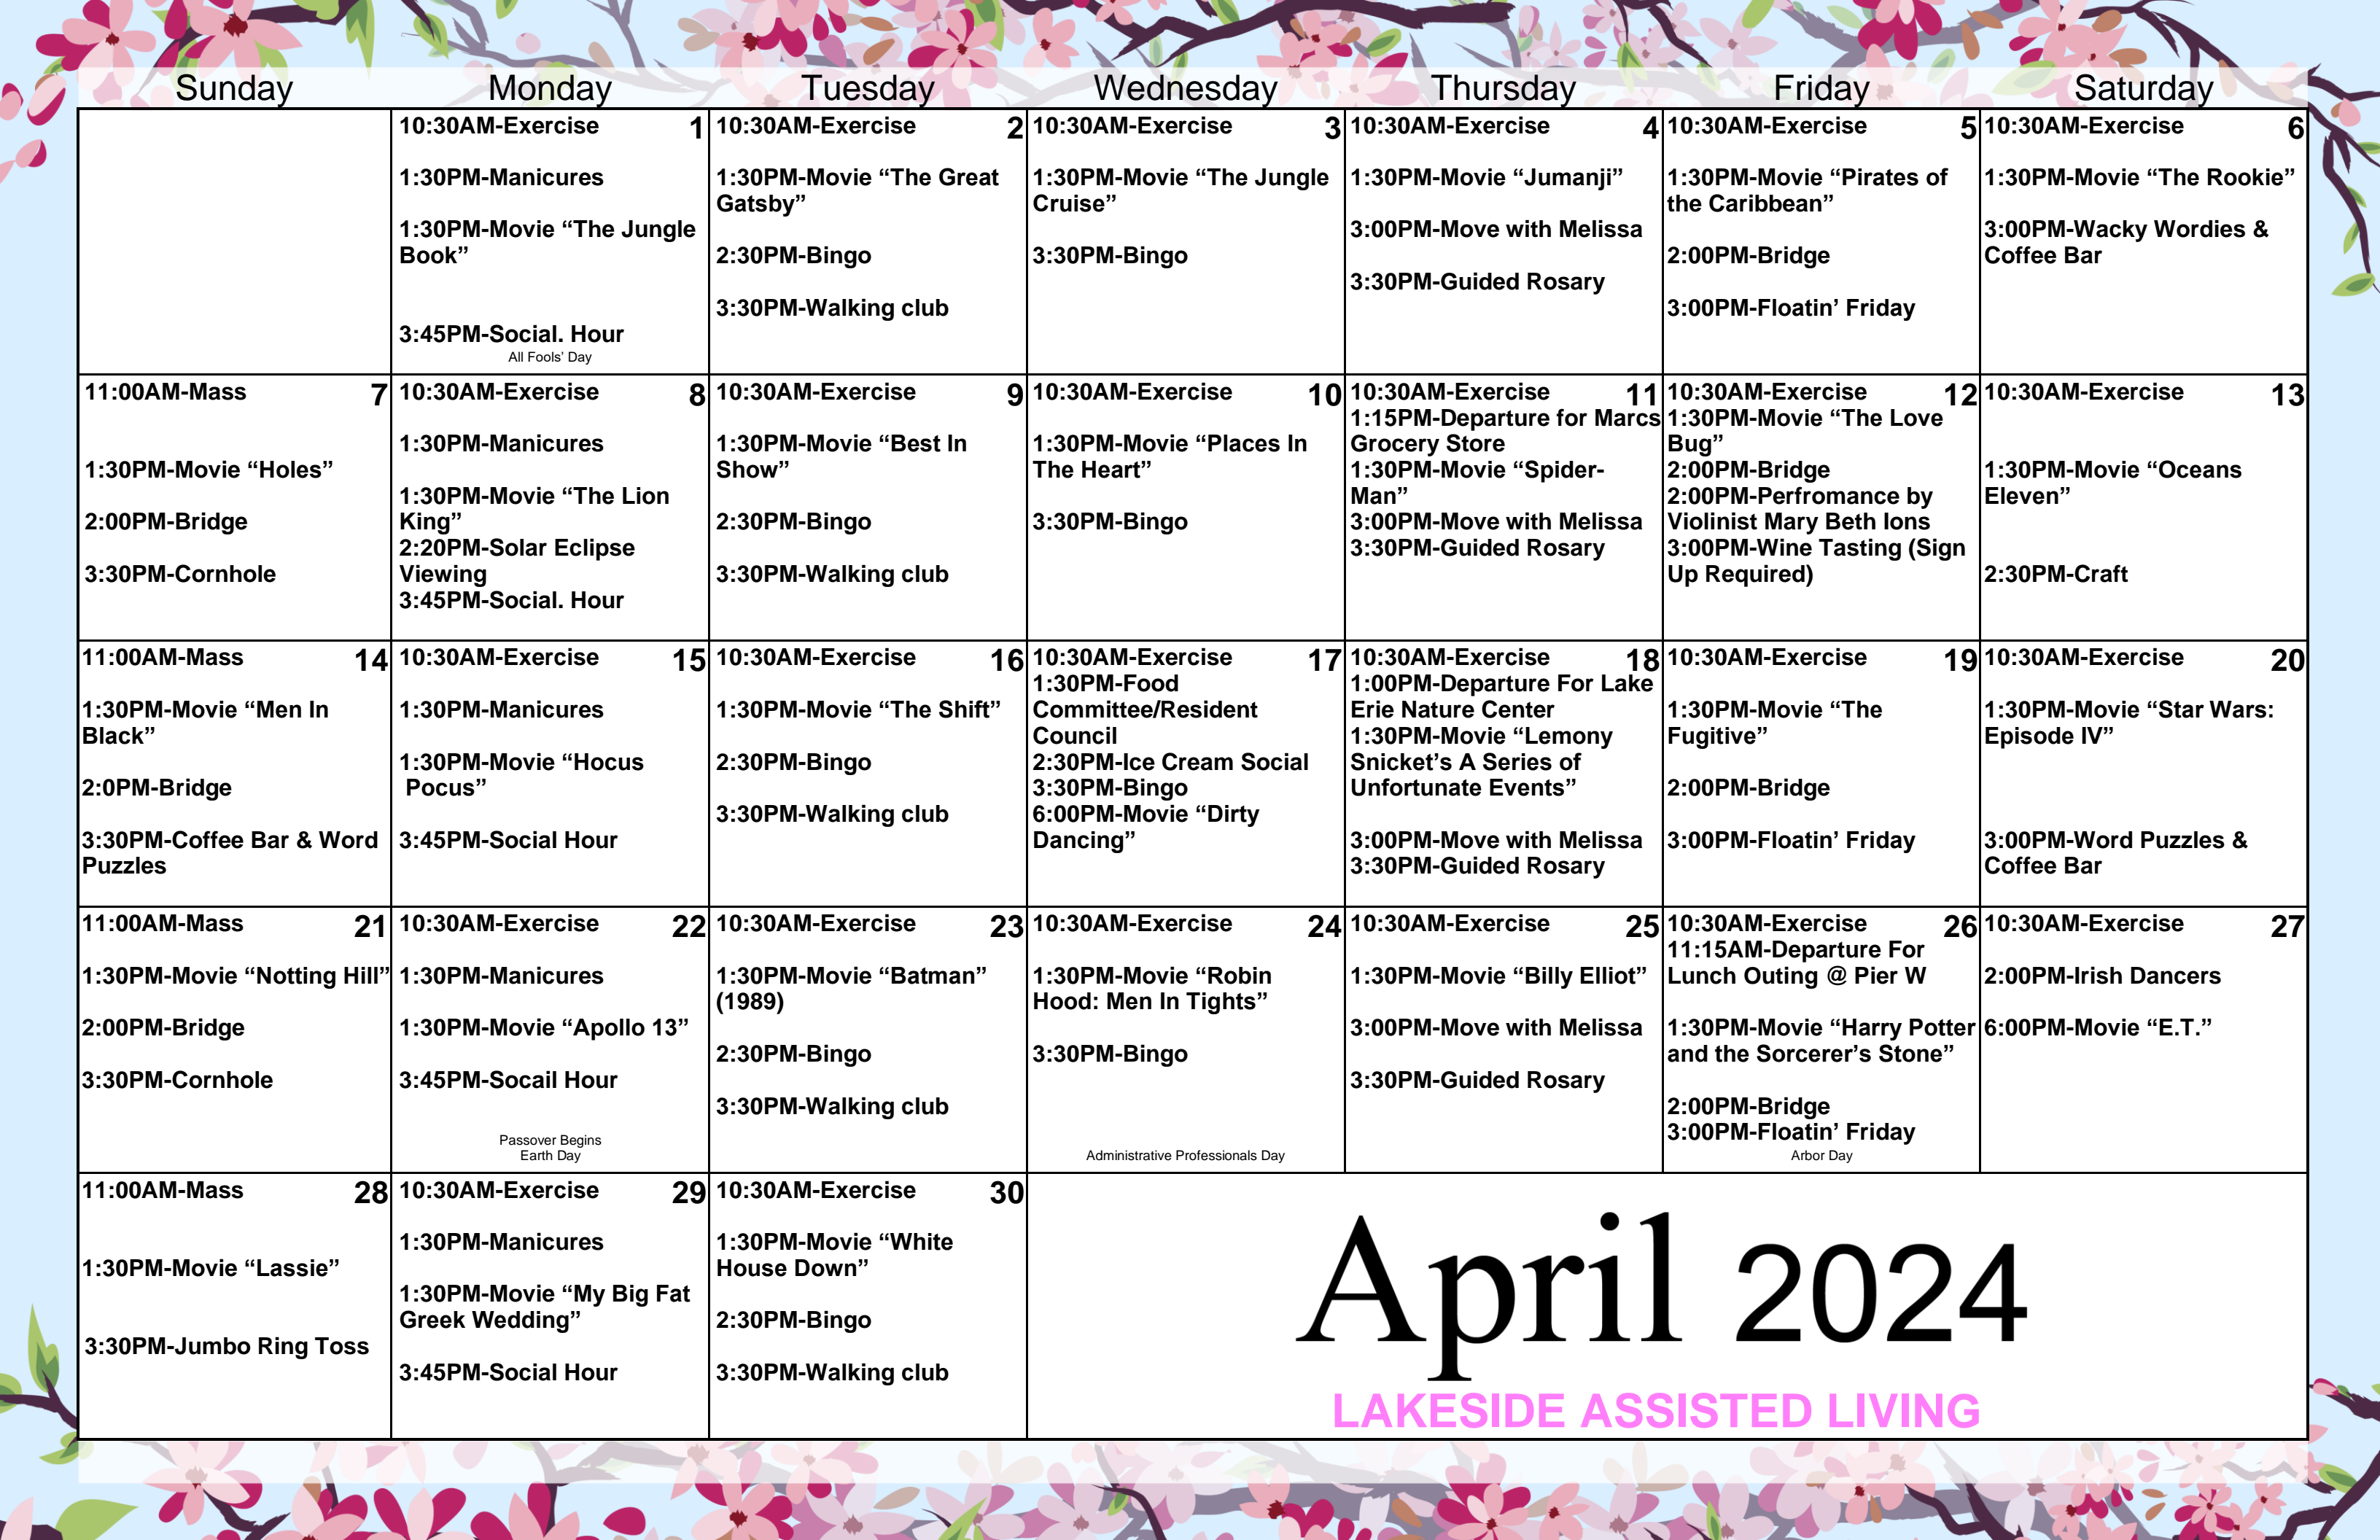 Sunday Monday Tuesday Wednesday Thursday Friday Saturday
10:30AM-Exercise 1
1:30PM-Manicures
1:30PM-Movie “The Jungle
Book”
3:45PM-Social. Hour
All Fools’ Day
10:30AM-Exercise 2
1:30PM-Movie “The Great
Gatsby”
2:30PM-Bingo
3:30PM-Walking club
10:30AM-Exercise 3
1:30PM-Movie “The Jungle
Cruise”
3:30PM-Bingo
10:30AM-Exercise 4
1:30PM-Movie “Jumanji”
3:00PM-Move with Melissa
3:30PM-Guided Rosary
10:30AM-Exercise 5
1:30PM-Movie “Pirates of
the Caribbean”
2:00PM-Bridge
3:00PM-Floatin’ Friday
10:30AM-Exercise 6
1:30PM-Movie “The Rookie”
3:00PM-Wacky Wordies &
Coffee Bar
11:00AM-Mass 7
1:30PM-Movie “Holes”
2:00PM-Bridge
3:30PM-Cornhole
10:30AM-Exercise 8
1:30PM-Manicures
1:30PM-Movie “The Lion
King”
2:20PM-Solar Eclipse
Viewing
3:45PM-Social. Hour
10:30AM-Exercise 9
1:30PM-Movie “Best In
Show”
2:30PM-Bingo
3:30PM-Walking club
10:30AM-Exercise 10
1:30PM-Movie “Places In
The Heart”
3:30PM-Bingo
10:30AM-Exercise 11
1:15PM-Departure for Marcs
Grocery Store
1:30PM-Movie “Spider-
Man”
3:00PM-Move with Melissa
3:30PM-Guided Rosary
10:30AM-Exercise 12
1:30PM-Movie “The Love
Bug”
2:00PM-Bridge
2:00PM-Perfromance by
Violinist Mary Beth Ions
3:00PM-Wine Tasting (Sign
Up Required)
10:30AM-Exercise 13
1:30PM-Movie “Oceans
Eleven”
2:30PM-Craft
11:00AM-Mass 14
1:30PM-Movie “Men In
Black”
2:0PM-Bridge
3:30PM-Coffee Bar & Word
Puzzles
10:30AM-Exercise 15
1:30PM-Manicures
1:30PM-Movie “Hocus
Pocus”
3:45PM-Social Hour
10:30AM-Exercise 16
1:30PM-Movie “The Shift”
2:30PM-Bingo
3:30PM-Walking club
10:30AM-Exercise 17
1:30PM-Food
Committee/Resident
Council
2:30PM-Ice Cream Social
3:30PM-Bingo
6:00PM-Movie “Dirty
Dancing”
10:30AM-Exercise 18
1:00PM-Departure For Lake
Erie Nature Center
1:30PM-Movie “Lemony
Snicket’s A Series of
Unfortunate Events”
3:00PM-Move with Melissa
3:30PM-Guided Rosary
10:30AM-Exercise 19
1:30PM-Movie “The
Fugitive”
2:00PM-Bridge
3:00PM-Floatin’ Friday
10:30AM-Exercise 20
1:30PM-Movie “Star Wars:
Episode IV”
3:00PM-Word Puzzles &
Coffee Bar
11:00AM-Mass 21
1:30PM-Movie “Notting Hill”
2:00PM-Bridge
3:30PM-Cornhole
10:30AM-Exercise 22
1:30PM-Manicures
1:30PM-Movie “Apollo 13”
3:45PM-Socail Hour
Passover Begins
Earth Day
10:30AM-Exercise 23
1:30PM-Movie “Batman”
(1989)
2:30PM-Bingo
3:30PM-Walking club
10:30AM-Exercise 24
1:30PM-Movie “Robin
Hood: Men In Tights”
3:30PM-Bingo
Administrative Professionals Day
10:30AM-Exercise 25
1:30PM-Movie “Billy Elliot”
3:00PM-Move with Melissa
3:30PM-Guided Rosary
10:30AM-Exercise 26
11:15AM-Departure For
Lunch Outing @ Pier W
1:30PM-Movie “Harry Potter
and the Sorcerer’s Stone”
2:00PM-Bridge
3:00PM-Floatin’ Friday
Arbor Day
10:30AM-Exercise 27
2:00PM-Irish Dancers
6:00PM-Movie “E.T.”
11:00AM-Mass 28
1:30PM-Movie “Lassie”
3:30PM-Jumbo Ring Toss
10:30AM-Exercise 29
1:30PM-Manicures
1:30PM-Movie “My Big Fat
Greek Wedding”
3:45PM-Social Hour
10:30AM-Exercise 30
1:30PM-Movie “White
House Down”
2:30PM-Bingo
3:30PM-Walking club
April 2024
LAKESIDE ASSISTED LIVING